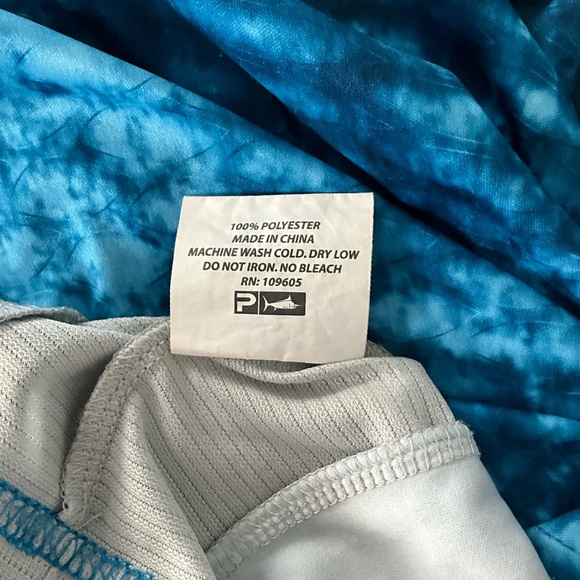 100% POLYESTER
MADE IN CHINA
MACHINE WASH COLD. DRY LOW
DO NOT IRON. NO BLEACH
RN: 109605
P